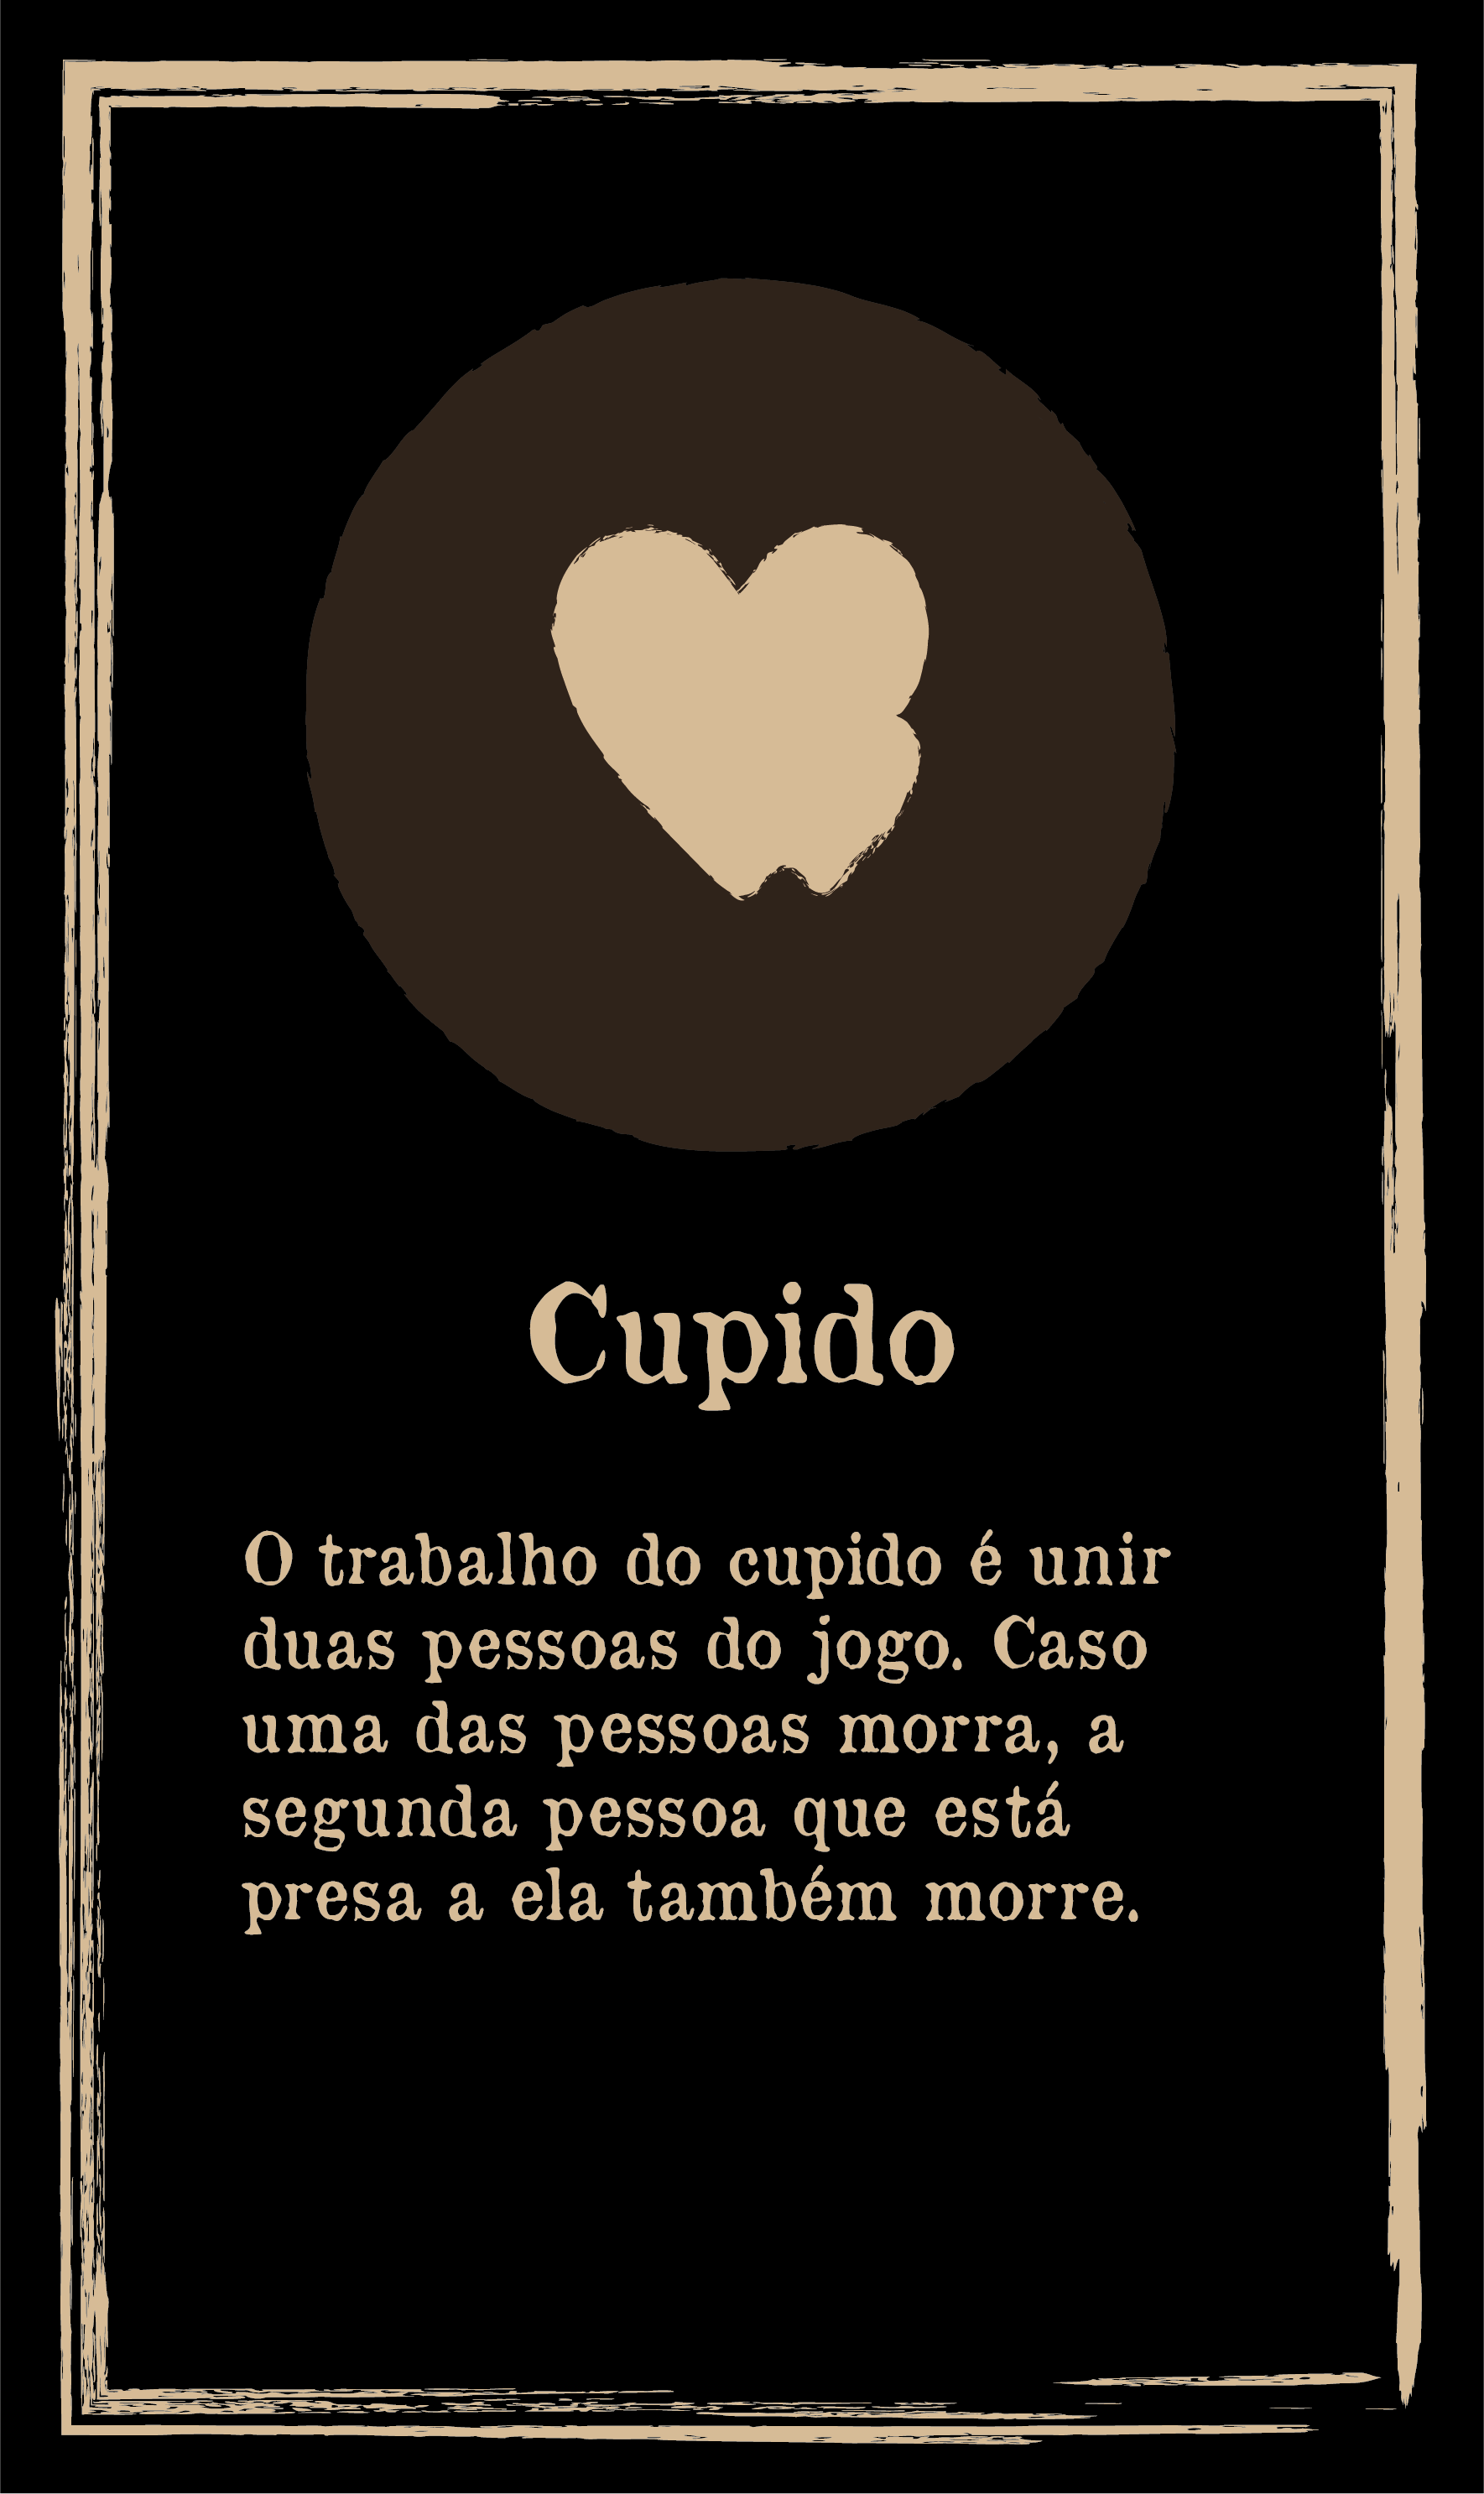 Cupido
O trabalho do cupido é unir
duas pessoas do jogo. Caso
uma das pessoas morra, a
segunda pessoa que está
presa a ela também morre.